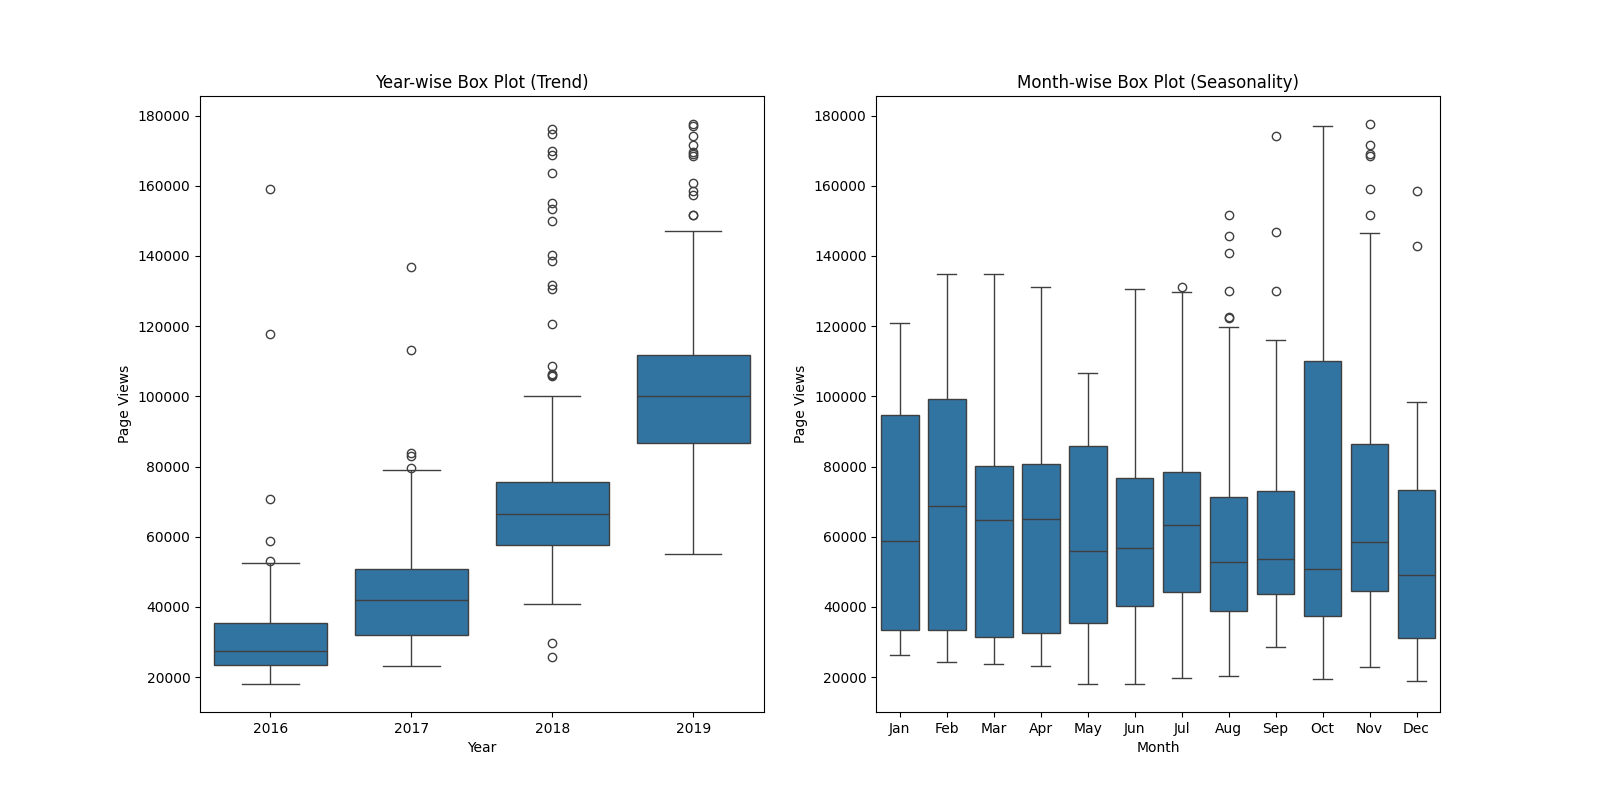 Year-wise Box Plot (Trend)
Page Views
180000
160000
140000
120000
100000
80000
60000
40000
20000
2016 2017 2018 2019
Year
Month-wise Box Plot (Seasonality)
Page Views
180000
160000
140000
120000
100000
80000
60000
40000
20000
Jan Feb Mar Apr May Jun Jul Aug Sep Oct Nov Dec
Month